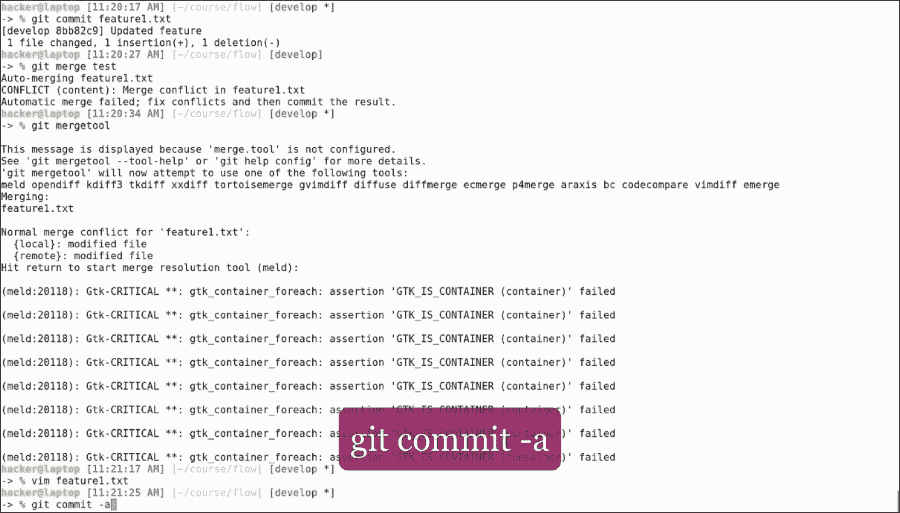 hacker@laptop [11:20:17 AM] [~/course/flow] [develop *]
-> % git commit feature1.txt
[develop 8bb82c9] Updated feature
1 file changed, 1 insertion(+), 1 deletion(-)
hacker@laptop [11:20:27 AM] [~/course/flow] [develop]
-> % git merge test
Auto-merging feature1.txt
CONFLICT (content): Merge conflict in feature1.txt
Automatic merge failed; fix conflicts and then commit the result.
hacker@laptop [11:20:34 AM] [~/course/flow] [develop *]
-> % git mergetool
This message is displayed because 'merge.tool' is not configured.
See 'git mergetool --tool-help' or 'git help config' for more details.
'git mergetool' will now attempt to use one of the following tools:
meld opendiff kdiff3 tkdiff xxdiff tortoisemerge gvimdiff diffuse diffmerge ecmerge p4merge araxis bc codecompare vimdiff emerge
Merging:
feature1.txt
Normal merge conflict for 'feature1.txt':
{local}: modified file
{remote}: modified file
Hit return to start merge resolution tool (meld):
(meld:20118): Gtk-CRITICAL **: gtk_container_foreach: assertion 'GTK_IS_CONTAINER (container)' failed
(meld:20118): Gtk-CRITICAL **: gtk_container_foreach: assertion 'GTK_IS_CONTAINER (container)' failed
(meld:20118): Gtk-CRITICAL **: gtk_container_foreach: assertion 'GTK_IS_CONTAINER (container)' failed
(meld:20118): Gtk-CRITICAL **: gtk_container_foreach: assertion 'GTK_IS_CONTAINER (container)' failed
(meld:20118): Gtk-CRITICAL **: gtk_container_foreach: assertion 'GTK_IS_CONTAINER (container)' failed
(meld:20118): Gtk-CRITICAL **: gtk_container_foreach: assertion 'GTK_IS_CONTAINER (container)' failed
(meld:20118): Gtk-CRITICAL **: gtk_container_foreach: assertion 'GTK_IS_CONTAINER (container)' failed
(meld:20118): Gtk-CRITICAL **: gtk_container_foreach: assertion 'GTK_IS_CONTAINER (container)' failed
git commit -a
hacker@laptop [11:21:17 AM] [~/course/flow] [develop *]
-> % vim feature1.txt
hacker@laptop [11:21:25 AM] [~/course/flow] [develop *]
-> % git commit -a